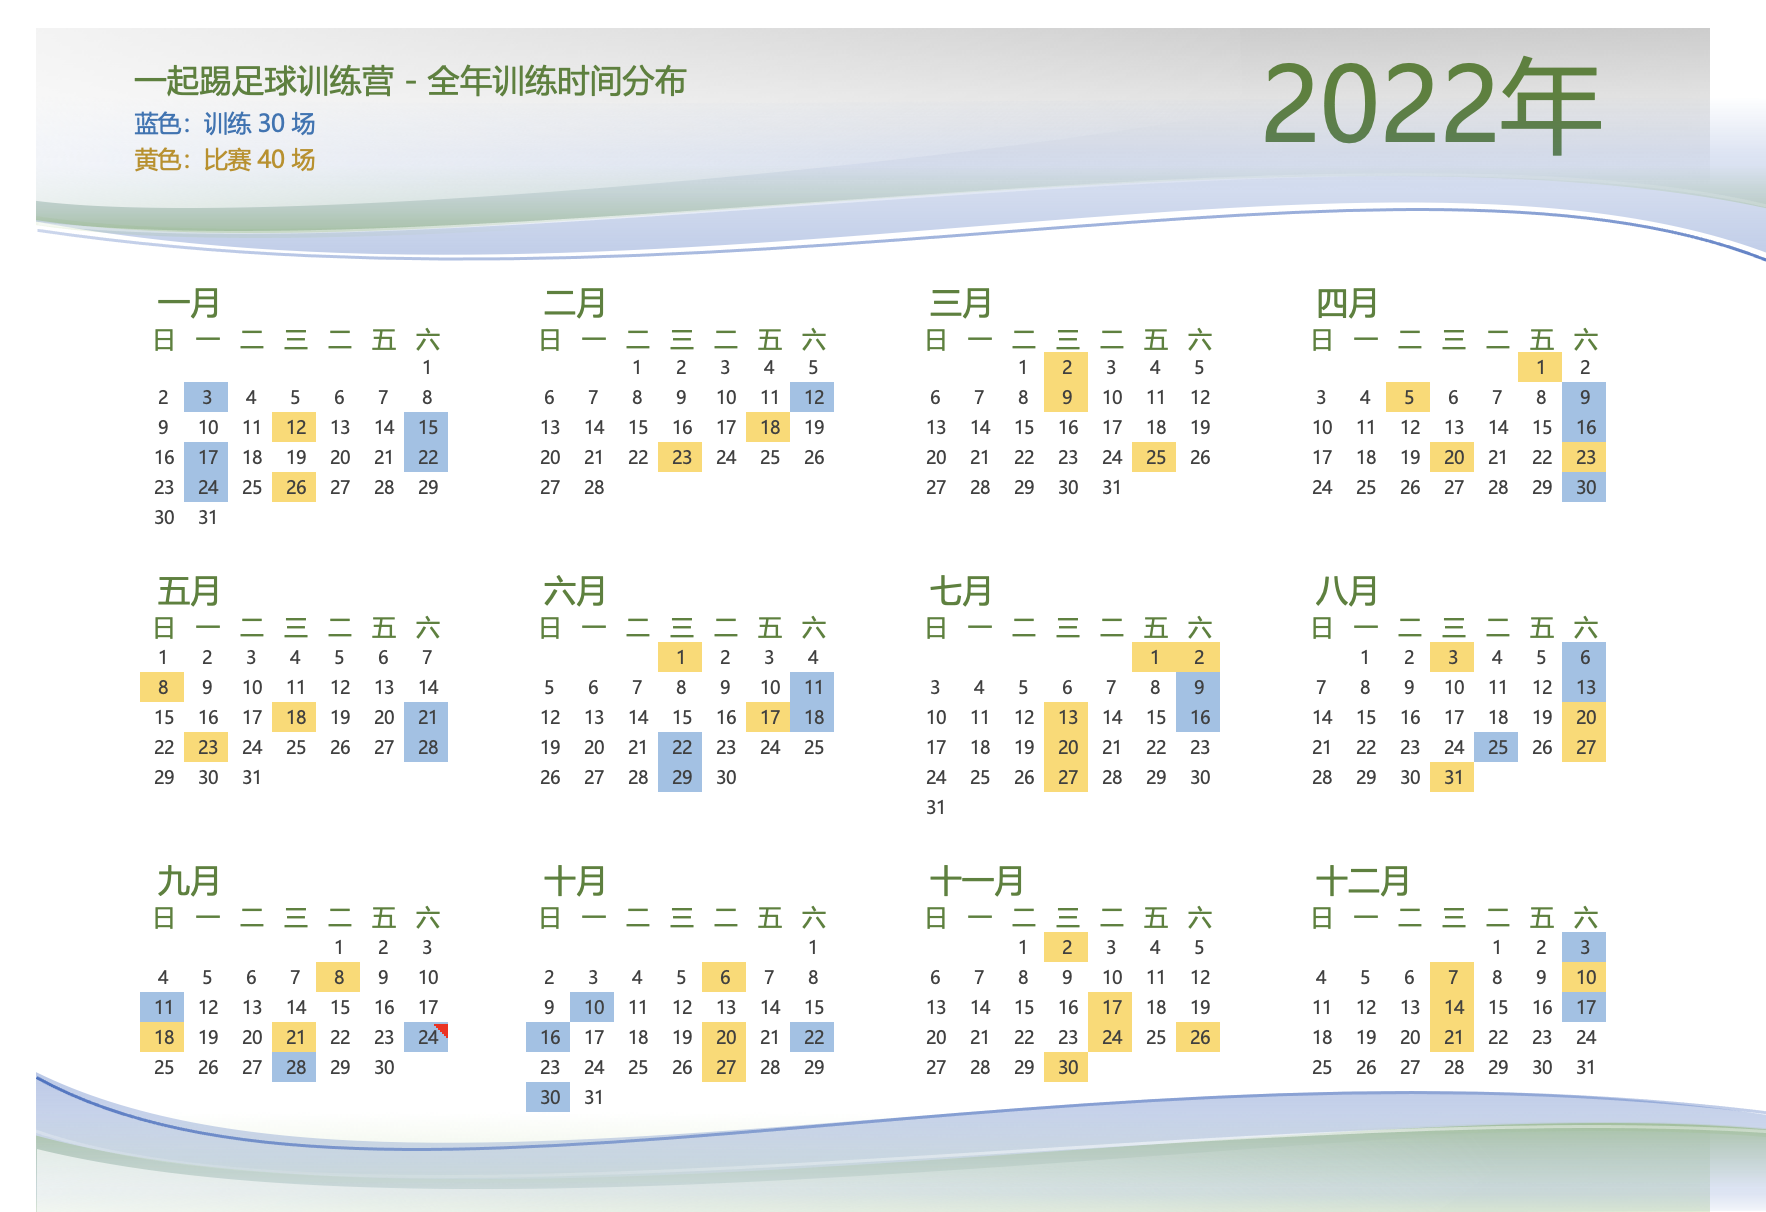 一起踢足球训练营 - 全年训练时间分布
蓝色：训练 30 场
黄色：比赛 40 场
2022年
一月
日 一 二 三 二 五 六
1
2 3 4 5 6 7 8
9 10 11 12 13 14 15
16 17 18 19 20 21 22
23 24 25 26 27 28 29
30 31
二月
日 一 二 三 二 五 六
1 2 3 4 5
6 7 8 9 10 11 12
13 14 15 16 17 18 19
20 21 22 23 24 25 26
27 28
三月
日 一 二 三 二 五 六
1 2 3 4 5
6 7 8 9 10 11 12
13 14 15 16 17 18 19
20 21 22 23 24 25 26
27 28 29 30 31
四月
日 一 二 三 二 五 六
1 2
3 4 5 6 7 8 9
10 11 12 13 14 15 16
17 18 19 20 21 22 23
24 25 26 27 28 29 30
五月
日 一 二 三 二 五 六
1 2 3 4 5 6 7
8 9 10 11 12 13 14
15 16 17 18 19 20 21
22 23 24 25 26 27 28
29 30 31
六月
日 一 二 三 二 五 六
1 2 3 4
5 6 7 8 9 10 11
12 13 14 15 16 17 18
19 20 21 22 23 24 25
26 27 28 29 30
七月
日 一 二 三 二 五 六
1 2
3 4 5 6 7 8 9
10 11 12 13 14 15 16
17 18 19 20 21 22 23
24 25 26 27 28 29 30
31
八月
日 一 二 三 二 五 六
1 2 3 4 5 6
7 8 9 10 11 12 13
14 15 16 17 18 19 20
21 22 23 24 25 26 27
28 29 30 31
九月
日 一 二 三 二 五 六
1 2 3
4 5 6 7 8 9 10
11 12 13 14 15 16 17
18 19 20 21 22 23 24
25 26 27 28 29 30
十月
日 一 二 三 二 五 六
1
2 3 4 5 6 7 8
9 10 11 12 13 14 15
16 17 18 19 20 21 22
23 24 25 26 27 28 29
30 31
十一月
日 一 二 三 二 五 六
1 2 3 4 5
6 7 8 9 10 11 12
13 14 15 16 17 18 19
20 21 22 23 24 25 26
27 28 29 30
十二月
日 一 二 三 二 五 六
1 2 3
4 5 6 7 8 9 10
11 12 13 14 15 16 17
18 19 20 21 22 23 24
25 26 27 28 29 30 31